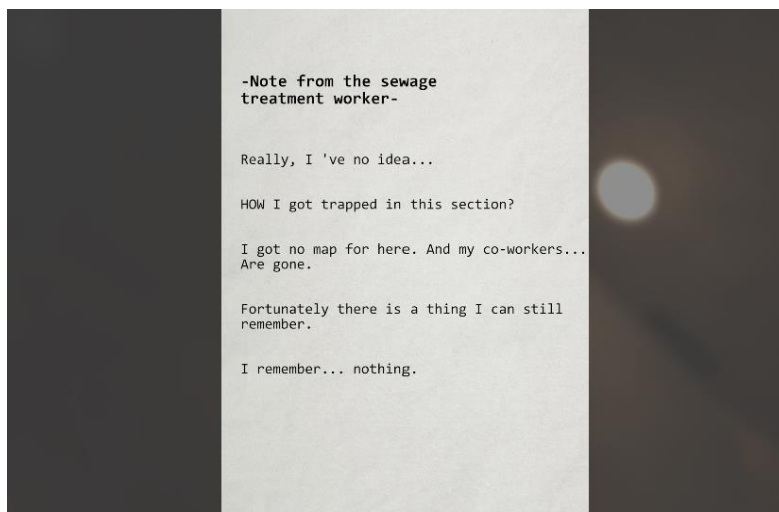 -Note from the sewage
treatment worker-
Really, I 've no idea...
HOW I got trapped in this section?
I got no map for here. And my co-workers...
Are gone.
Fortunately there is a thing I can still
remember.
I remember... nothing.